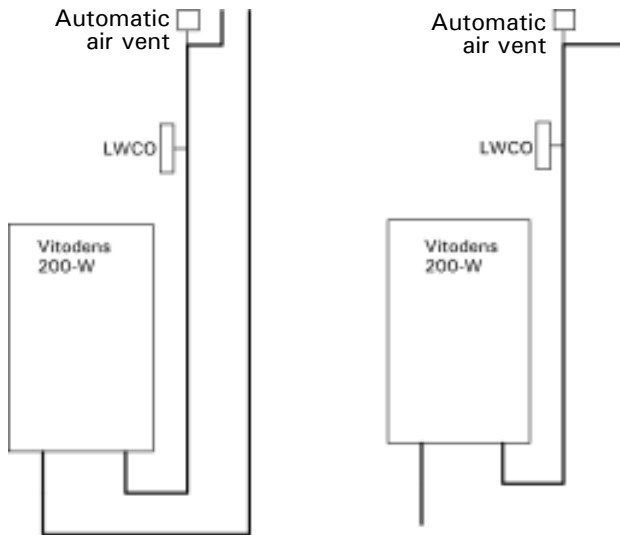 Automatic
air vent
LWCO
Vitodens
200-W
Automatic
air vent
LWCO
Vitodens
200-W